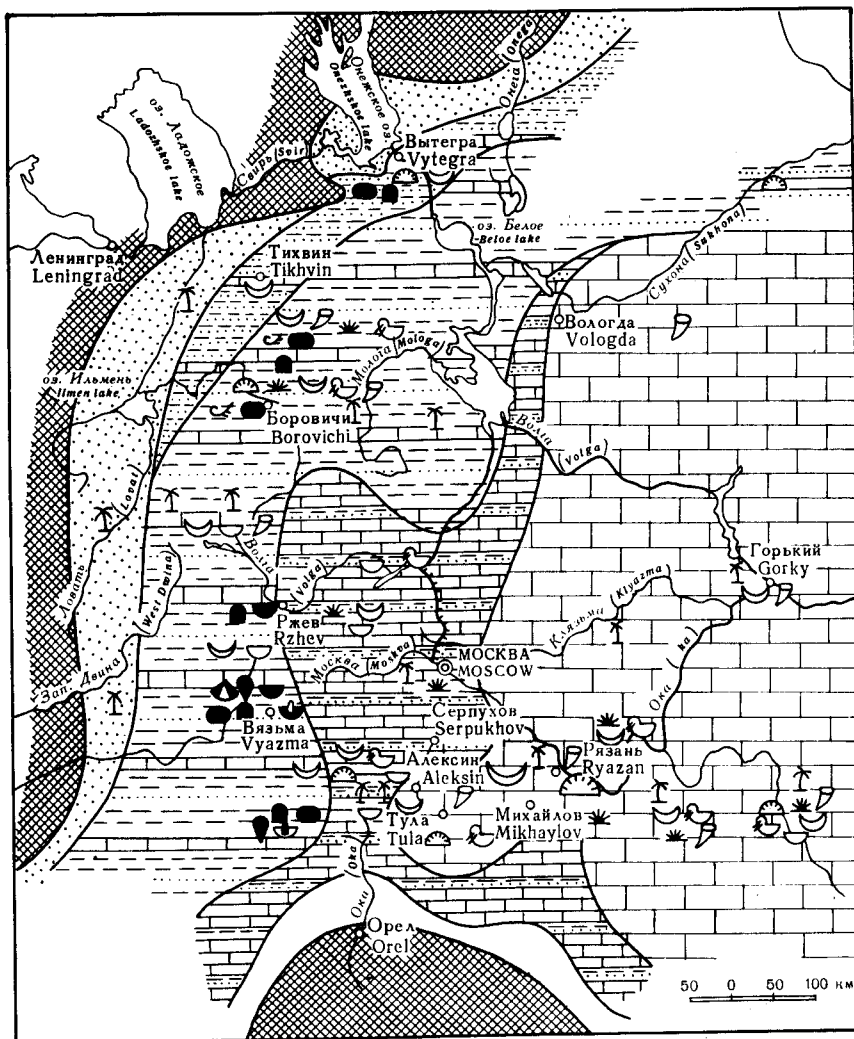 оз. Ладожское
Ladozhskoe lake
Онежское оз.
Onezhskoe lake
Онега (Onega)
Свирь (Svir)
Вытегра
Vytegra
оз. Белое
Beloe lake
Сухона (Sukhona)
Ленинград
Leningrad
Тихвин
Tikhvin
Вологда
Vologda
Молога (Mologa)
оз. Ильмень
Ilmen lake
Боровичи
Borovichi
Волга (Volga)
Ловать (Lovat)
Волга (Volga)
Горький
Gorky
Зап. Двина (West Dwina)
Ржев
Rzhev
Клязьма (Klyazma)
Москва (Moskva)
МОСКВА
MOSCOW
Ока ( ka)
Вязьма
Vyazma
Серпухов
Serpukhov
Алексин
Aleksin
Рязань
Ryazan
Тула
Tula
Михайлов
Mikhaylov
Ока (Oka)
Орел
Orel
50 0 50 100 км